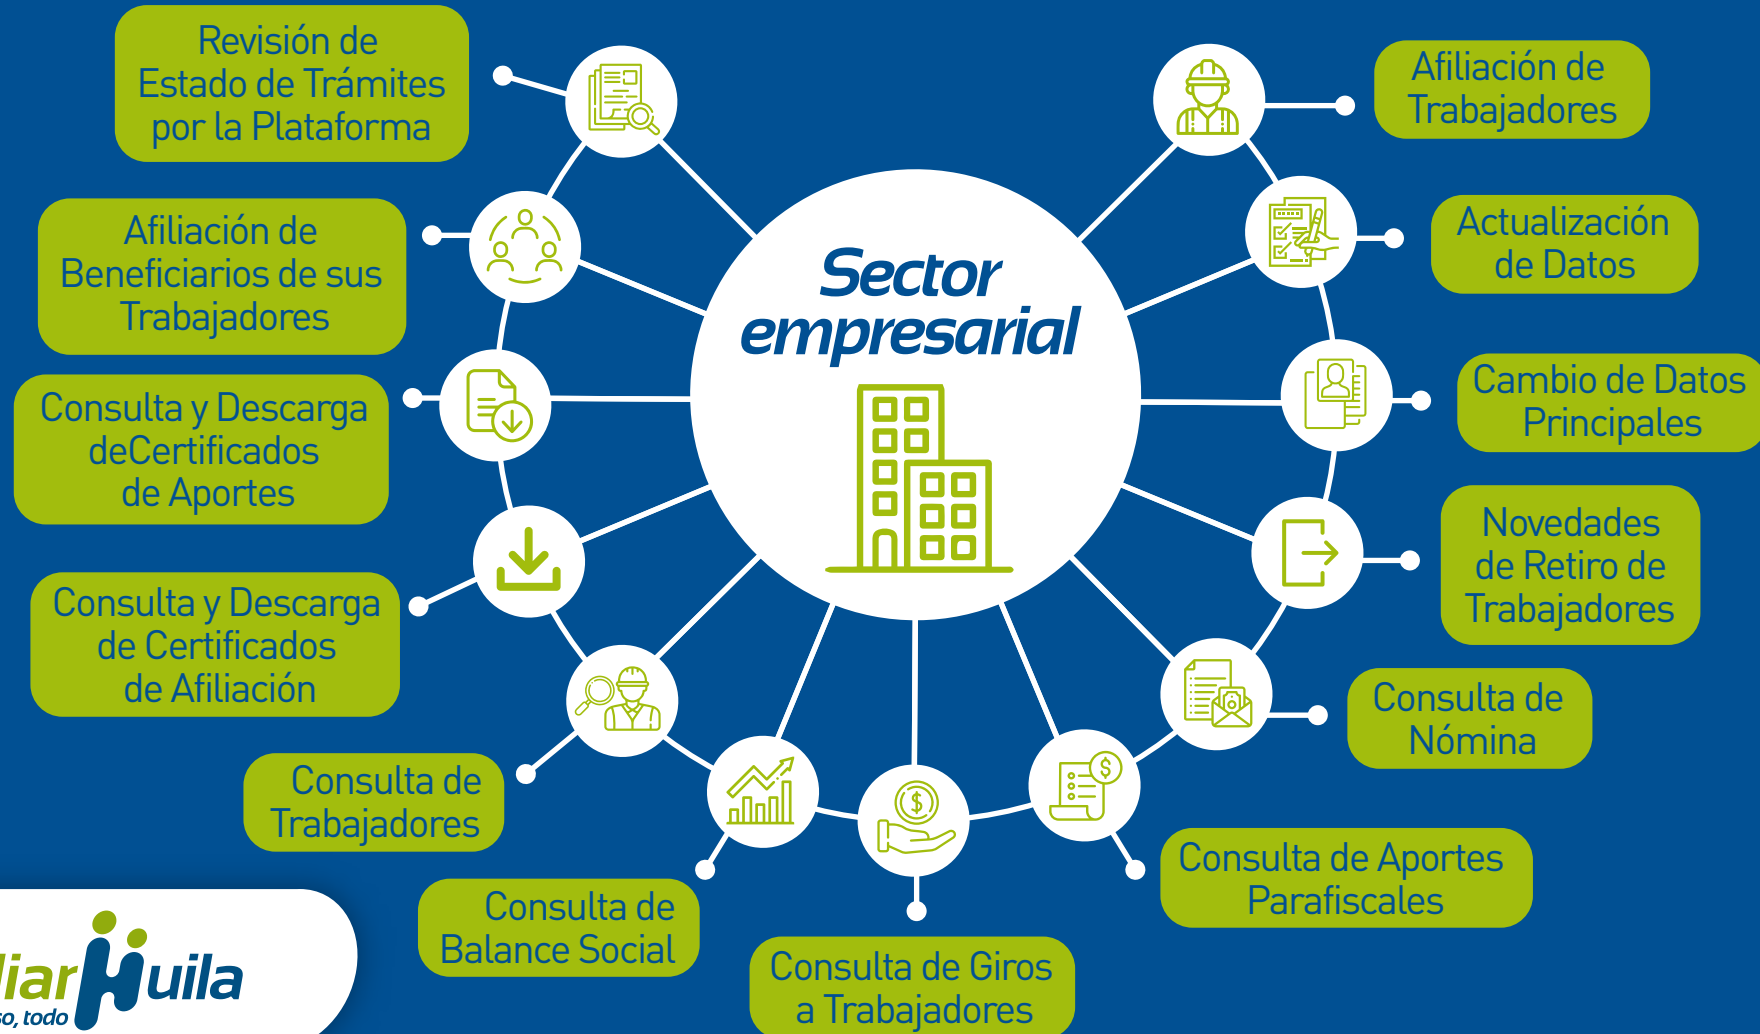 Revisión de
Estado de Trámites
por la Plataforma
Afiliación de
Beneficiarios de sus
Trabajadores
Consulta y Descarga
deCertificados
de Aportes
Consulta y Descarga
de Certificados
de Afiliación
Consulta de
Trabajadores
Consulta de
Balance Social
Consulta de Giros
a Trabajadores
Consulta de Aportes
Parafiscales
Consulta de
Nómina
Novedades
de Retiro de
Trabajadores
Cambio de Datos
Principales
Actualización
de Datos
Afiliación de
Trabajadores
Sector
empresarial
liarHuila
so, todo